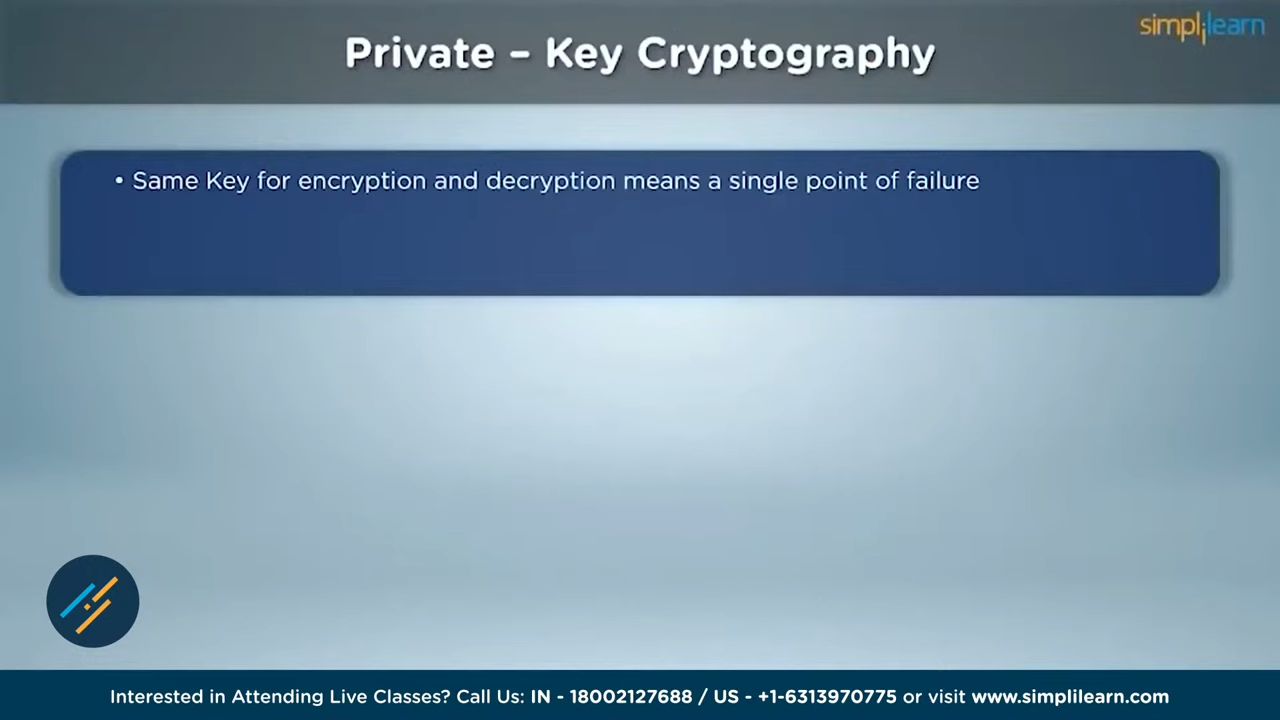 simplilearn
Private – Key Cryptography
• Same Key for encryption and decryption means a single point of failure
Interested in Attending Live Classes? Call Us: IN - 18002127688 / US - +1-6313970775 or visit www.simplilearn.com